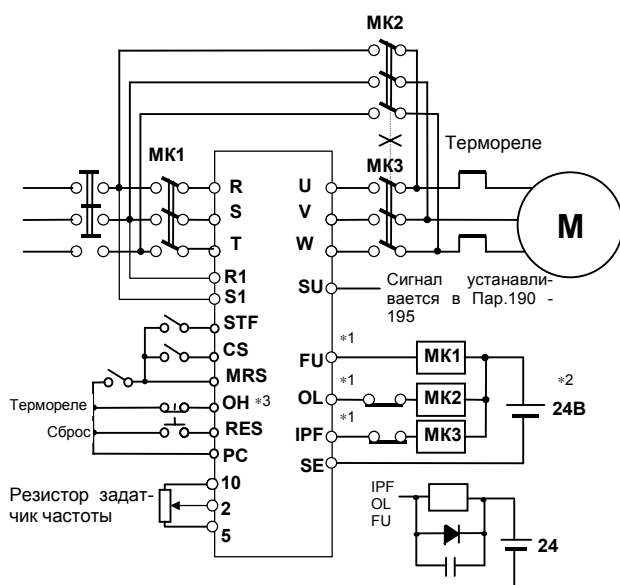 МК2
МК1
Термореле
МК3
R
U
S
V
M
T
W
R1
SU
Сигнал устанавли-
вается в Пар.190 -
195
S1
STF
CS
FU
*1
МК1
MRS
*2
OL
*1
МК2
24В
Термореле
OH *3
IPF
*1
МК3
Сброс
RES
SE
PC
10
Резистор задат-
чик частоты
2
5
IPF
OL
FU
24